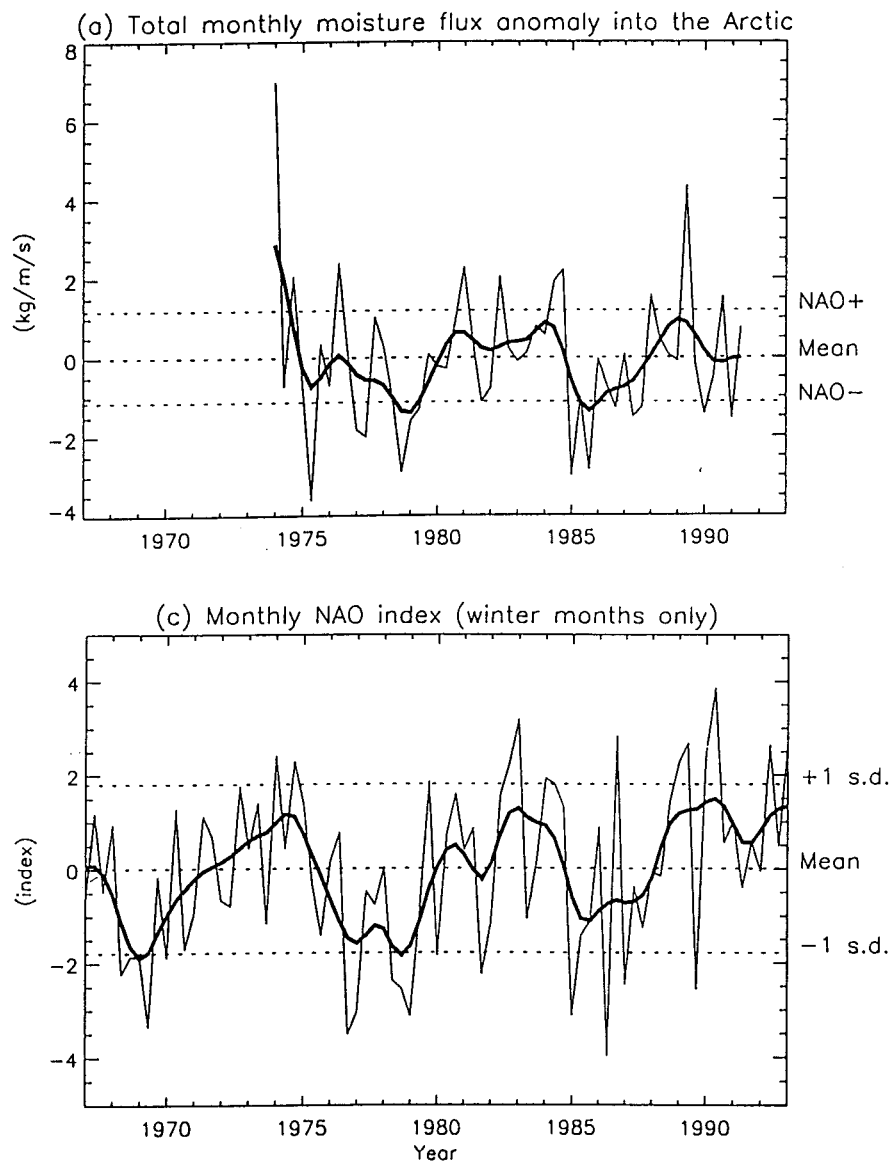 (a) Total monthly moisture flux anomaly into the Arctic
8
6
4
2
0
−2
−4
(kg/m/s)
NAO+
Mean
NAO−
1970 1975 1980 1985 1990
(c) Monthly NAO index (winter months only)
4
2
0
−2
−4
(index)
+1 s.d.
Mean
−1 s.d.
1970 1975 1980 1985 1990
Year